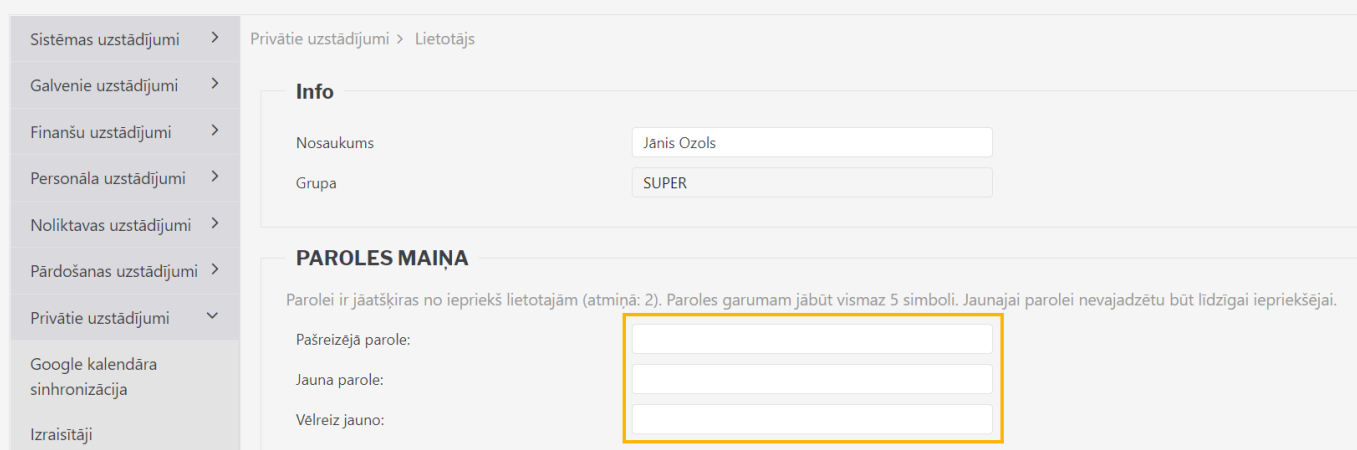 Sistēmas uzstādījumi
Galvenie uzstādījumi
Finanšu uzstādījumi
Personāla uzstādījumi
Noliktavas uzstādījumi
Pārdošanas uzstādījumi
Privātie uzstādījumi
Google kalendāra
sinhronizācija
Izraisītāji
Privātie uzstādījumi > Lietotājs
Info
Nosaukums Jānis Ozols
Grupa SUPER
PAROLES MAIŅA
Parolei ir jāatšķiras no iepriekš lietotajām (atmiņā: 2). Paroles garumam jābūt vismaz 5 simboli. Jaunajai parolei nevajadzētu būt līdzīgai iepriekšējai.
Pašreizējā parole:
Jauna parole:
Vēlreiz jauno: